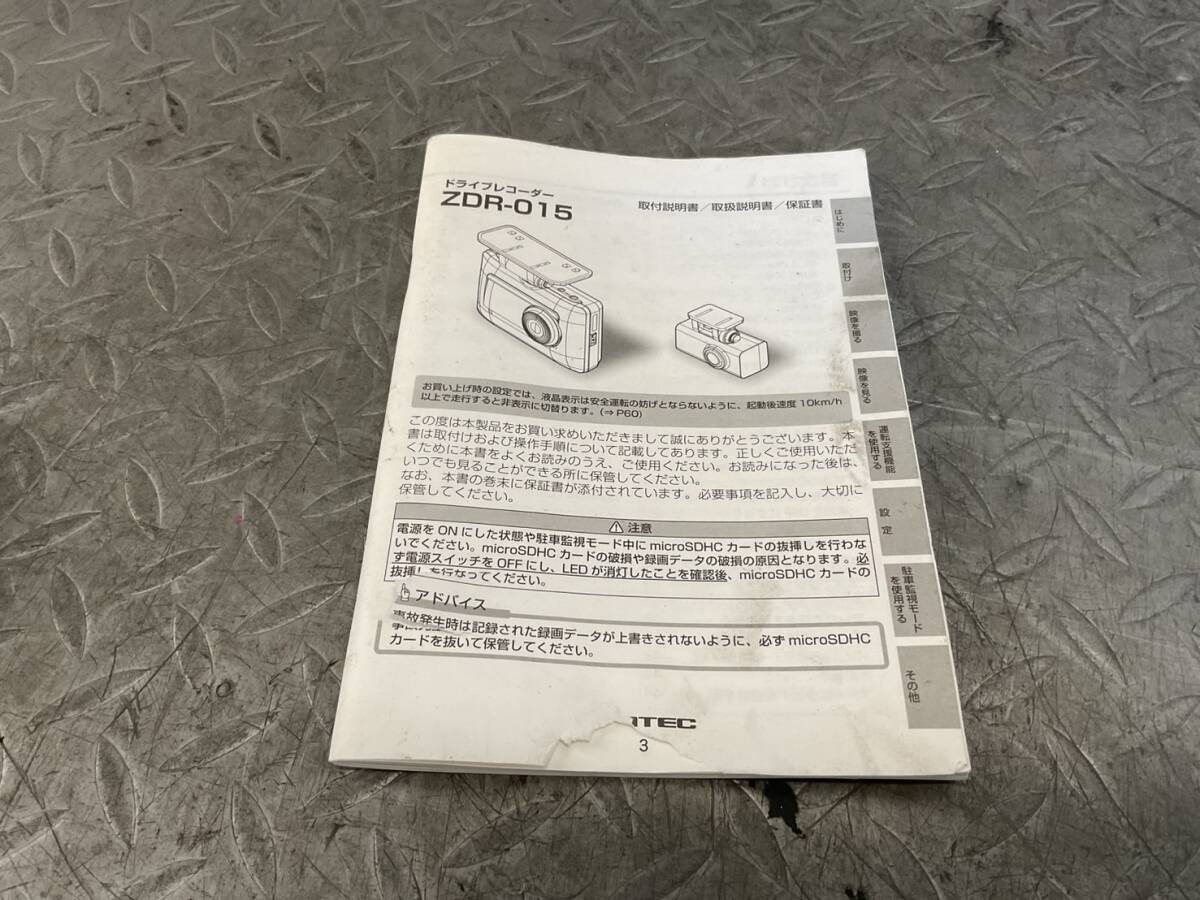 ドライブレコーダー
ZDR-015
取付説明書／取扱説明書／保証書
お買い上げ時の設定では、液晶表示は安全運転の妨げとならないように、起動後速度 10km/h
以上で走行すると非表示に切替ります。(⇒ P60)
この度は本製品をお買い求めいただきまして誠にありがとうございます。本
書は取付けおよび操作手順について記載してあります。正しくご使用いただ
くために本書をよくお読みのうえ、ご使用ください。お読みになった後は、
いつでも見ることができる所に保管してください。
なお、本書の巻末に保証書が添付されています。必要事項を記入し、大切に
保管してください。
注意
電源を ON にした状態や駐車監視モード中に microSDHC カードの抜挿しを行わな
いでください。microSDHC カードの破損や録画データの破損の原因となります。必
ず電源スイッチを OFF にし、LED が消灯したことを確認後、microSDHC カードの
抜挿しを行なってください。
アドバイス
事故発生時は記録された録画データが上書きされないように、必ず microSDHC
カードを抜いて保管してください。
ITEC
3
はじめに
取付け
映像を撮る
映像を見る
運転支援機能
を使用する
設定
駐車監視モード
を使用する
その他